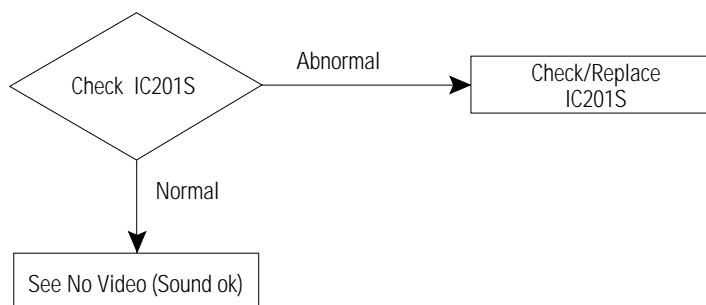 Check IC201S
Abnormal
Check/Replace
IC201S
Normal
See No Video (Sound ok)